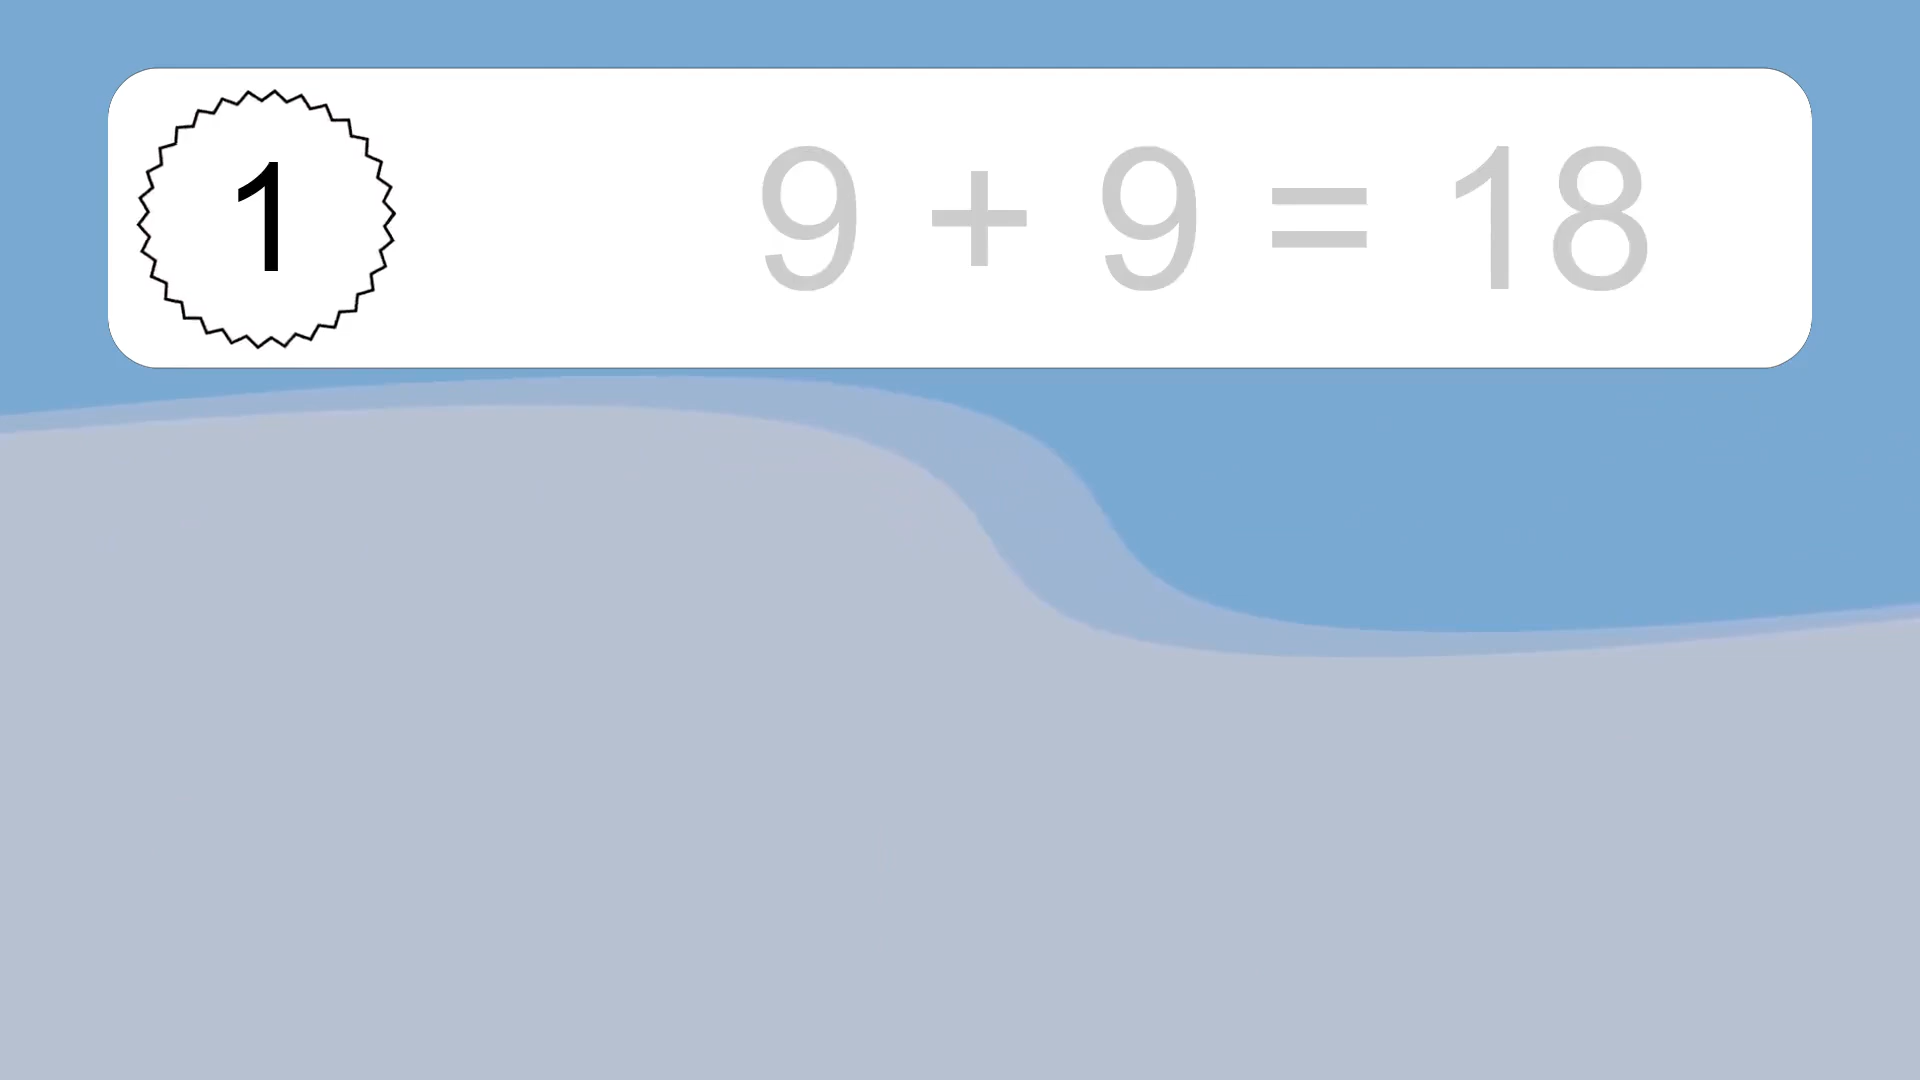 1 9 + 9 = 18